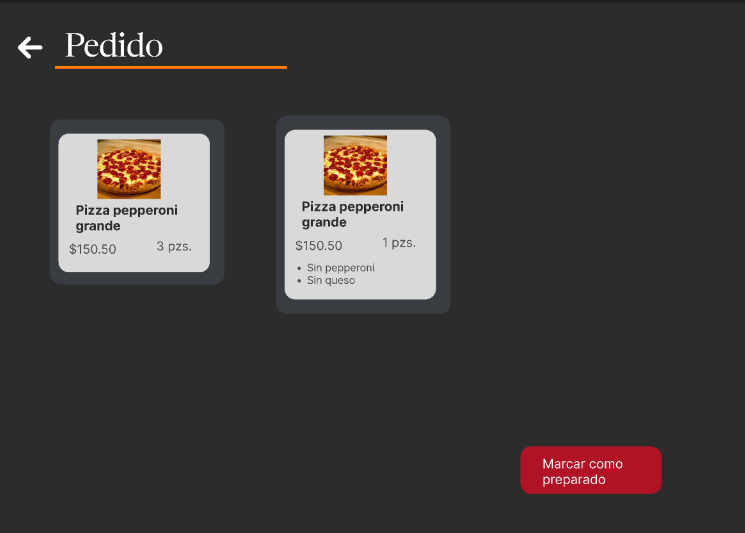 Pedido
Pizza pepperoni
grande
$150.50 3 pzs.
Pizza pepperoni
grande
$150.50 1 pzs.
• Sin pepperoni
• Sin queso
Marcar como
preparado